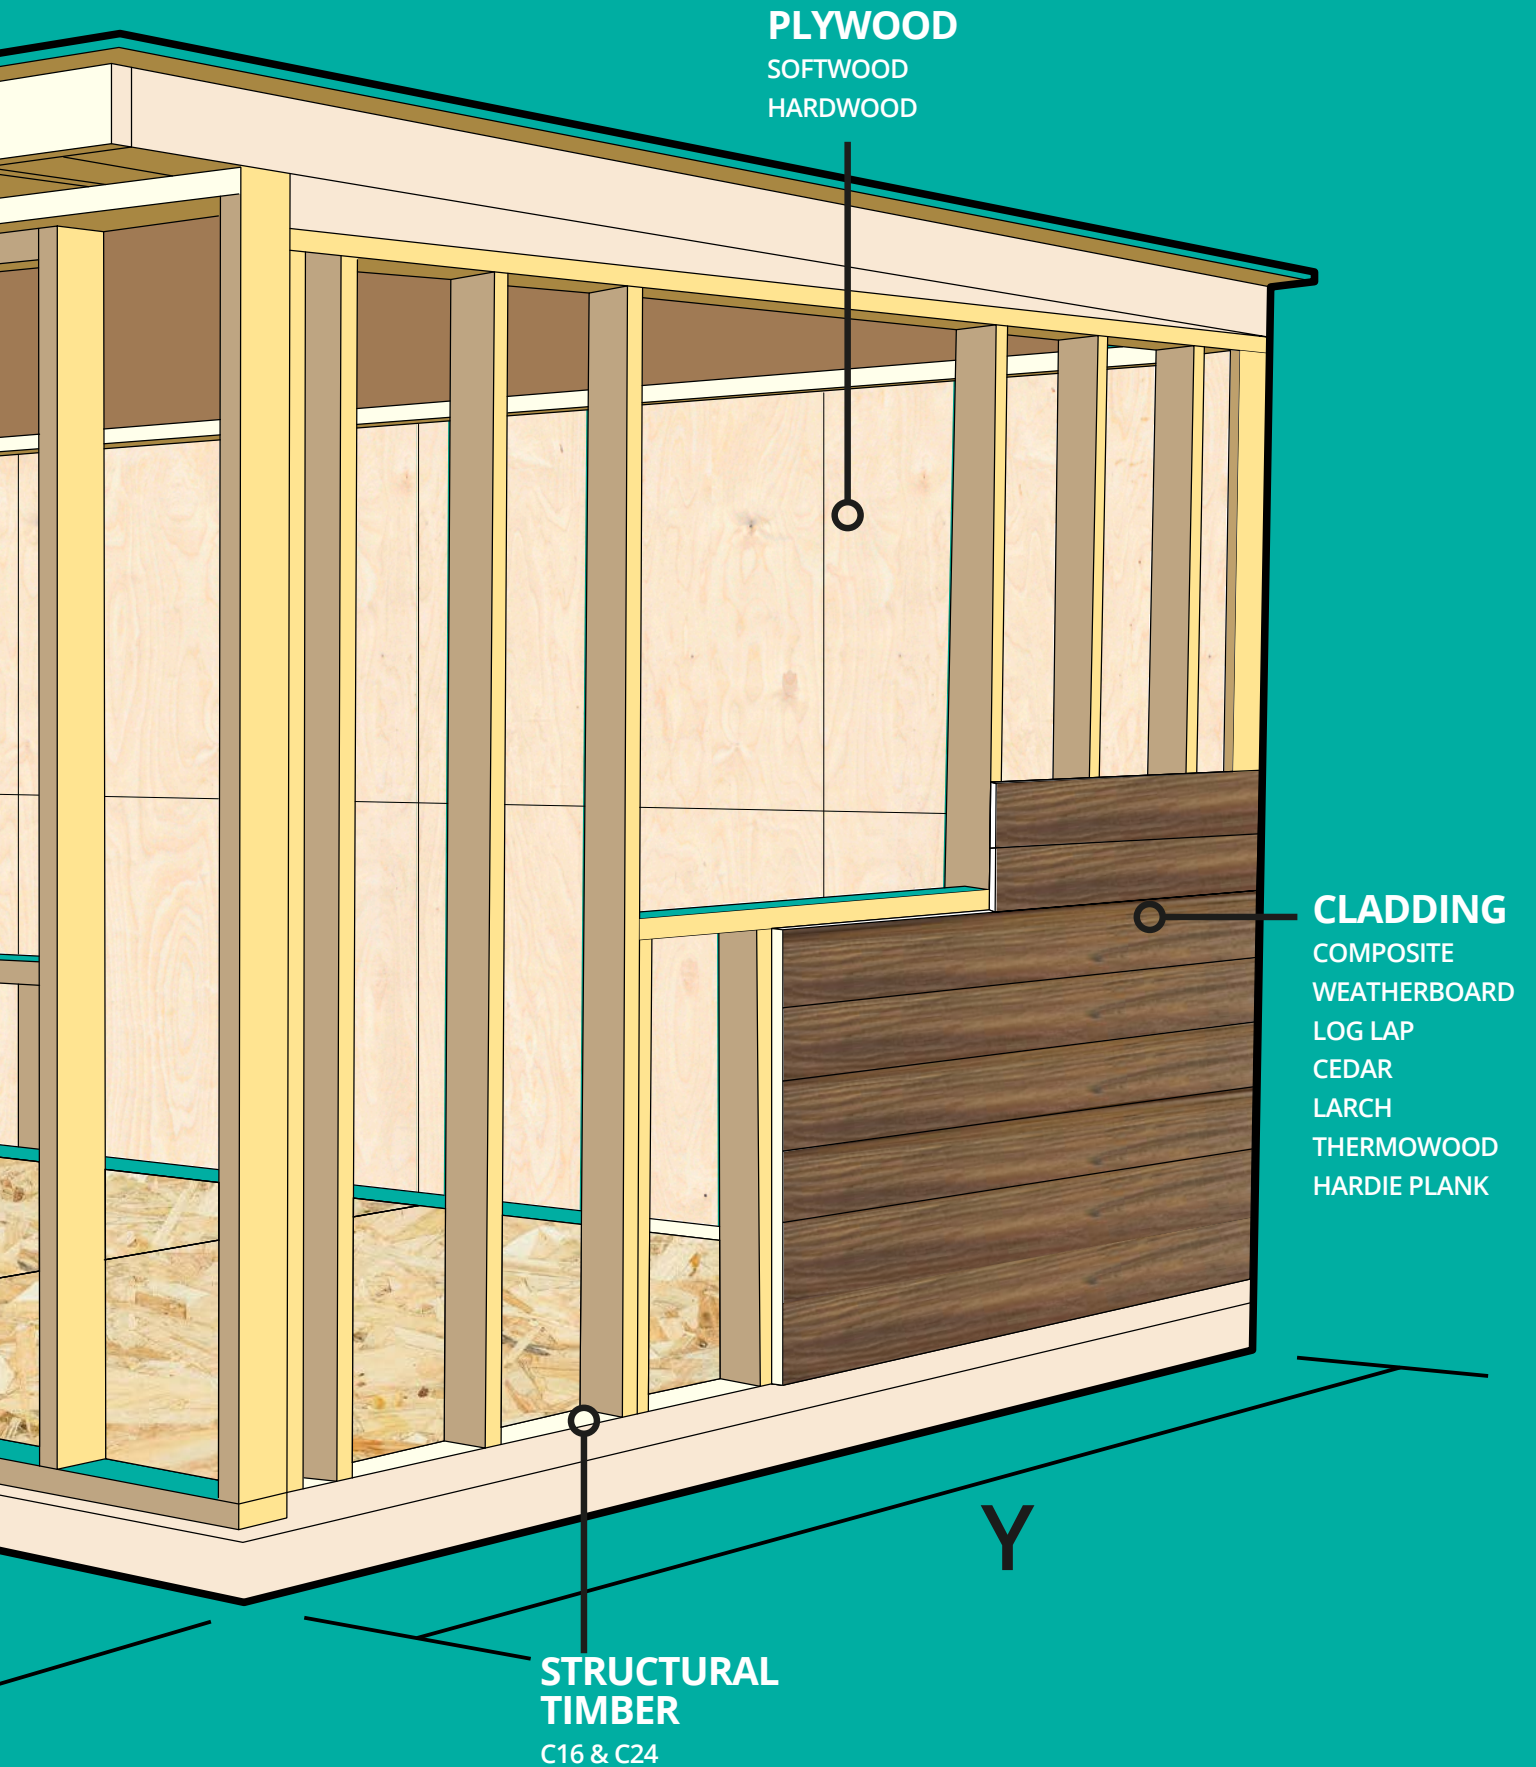 PLYWOOD
SOFTWOOD
HARDWOOD
CLADDING
COMPOSITE
WEATHERBOARD
LOG LAP
CEDAR
LARCH
THERMOWOOD
HARDIE PLANK
Y
STRUCTURAL
TIMBER
C16 & C24